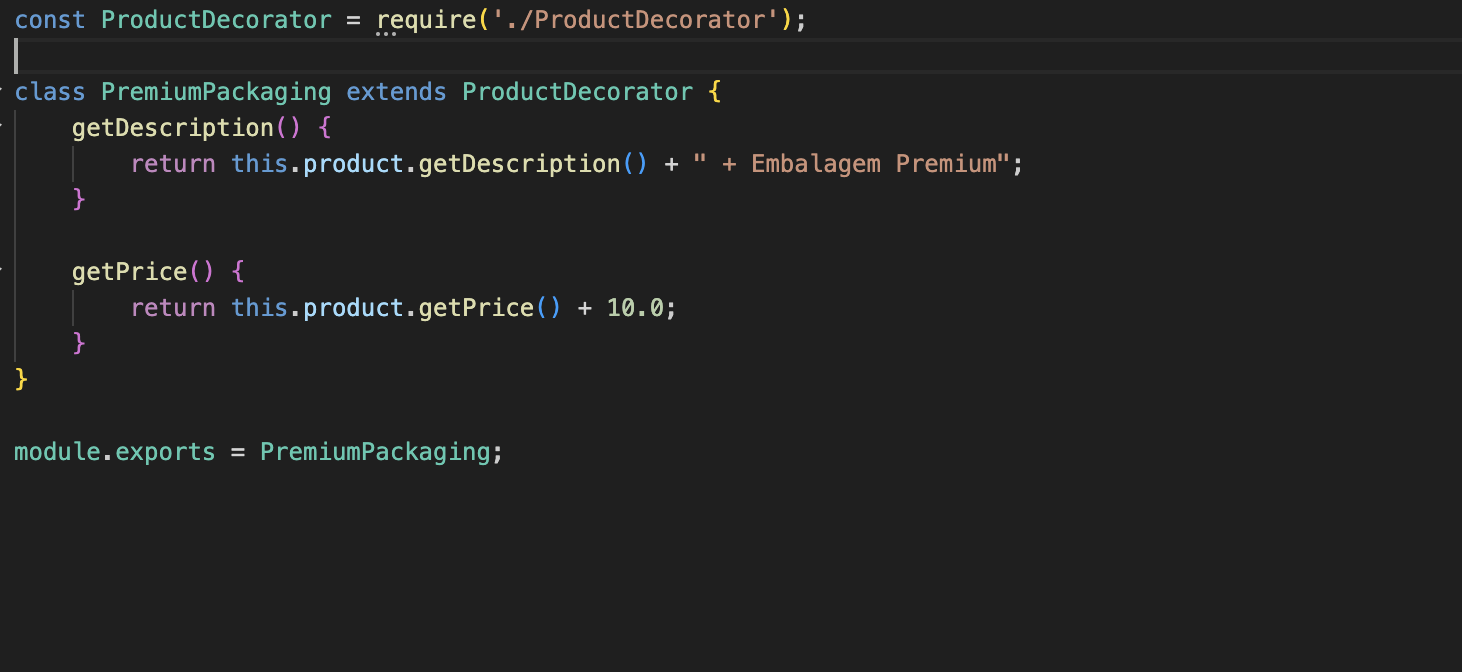 const ProductDecorator = require('./ProductDecorator');
class PremiumPackaging extends ProductDecorator {
getDescription() {
return this.product.getDescription() + " + Embalagem Premium";
}
getPrice() {
return this.product.getPrice() + 10.0;
}
}
module.exports = PremiumPackaging;